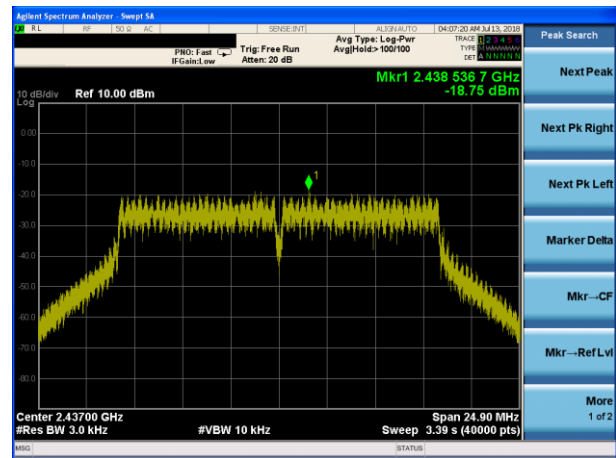 Agilent Spectrum Analyzer - Swept SA
RL RF 50 Ω AC SENSE:INT ALIGN AUTO 04:07:20 AM Jul 13, 2018
PNO: Fast Trig: Free Run Avg Type: Log-Pwr TRACE 1 2 3 4 5 6
IFGain:Low Atten: 20 dB Avg|Hold:>100/100 TYPE M
DET A N N N N N
Peak Search
Mkr1 2.438 536 7 GHz
-18.75 dBm
10 dB/div Ref 10.00 dBm
Log
0.00
-10.0
-20.0
-30.0
-40.0
-50.0
-60.0
-70.0
-80.0
1
Center 2.43700 GHz Span 24.90 MHz
#Res BW 3.0 kHz #VBW 10 kHz Sweep 3.39 s (40000 pts)
MSG STATUS
Next Peak
Next Pk Right
Next Pk Left
Marker Delta
Mkr→CF
Mkr→Ref Lvl
More
1 of 2